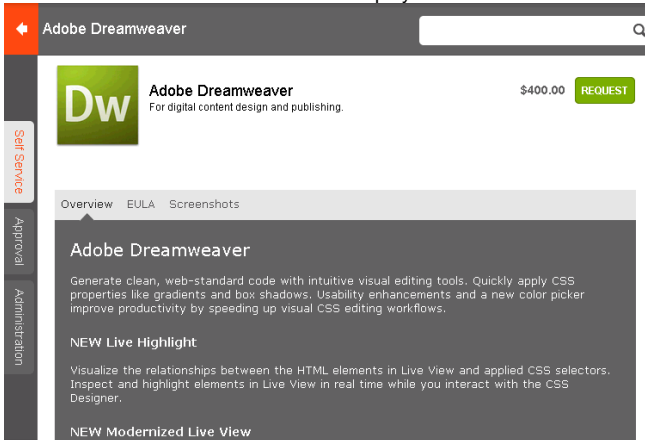 Adobe Dreamweaver
Dw
Adobe Dreamweaver
$400.00 REQUEST
For digital content design and publishing.
Self Service
Approval
Administration
Overview EULA Screenshots
Adobe Dreamweaver
Generate clean, web-standard code with intuitive visual editing tools. Quickly apply CSS
properties like gradients and box shadows. Usability enhancements and a new color picker
improve productivity by speeding up visual CSS editing workflows.
NEW Live Highlight
Visualize the relationships between the HTML elements in Live View and applied CSS selectors.
Inspect and highlight elements in Live View in real time while you interact with the CSS
Designer.
NEW Modernized Live View